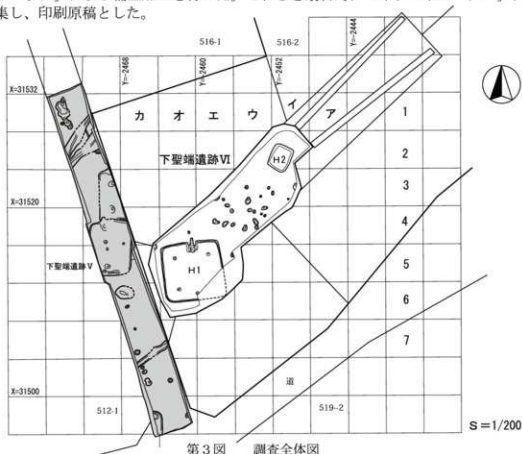 集し、印刷原稿とした。
516-1
516-2
Y=-2468
Y=-2460
Y=-2452
Y=-2444
X=31532
カ オ エ ウ イ ア
1
下聖端遺跡Ⅵ
H2
2
3
X=31520
4
下聖端遺跡Ⅴ
H1
5
6
7
X=31500
道
512-1
519-2
S=1/200
第3図 調査全体図